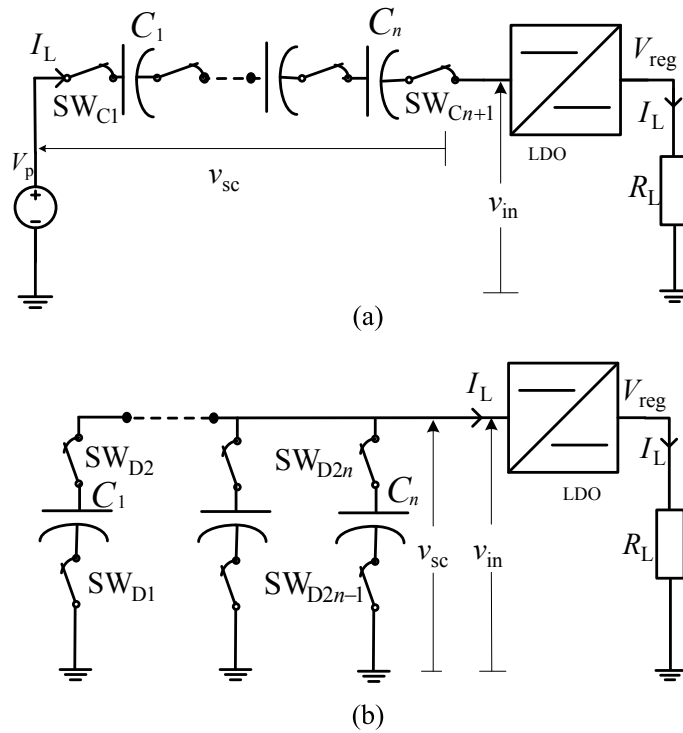 I_L C_1 C_n V_reg
SW_C1 SW_Cn+1 LDO I_L
V_p v_sc v_in R_L
+
−
(a)
I_L V_reg
SW_D2 SW_D2n LDO I_L
C_1 C_n v_sc v_in R_L
SW_D1 SW_D2n−1
(b)